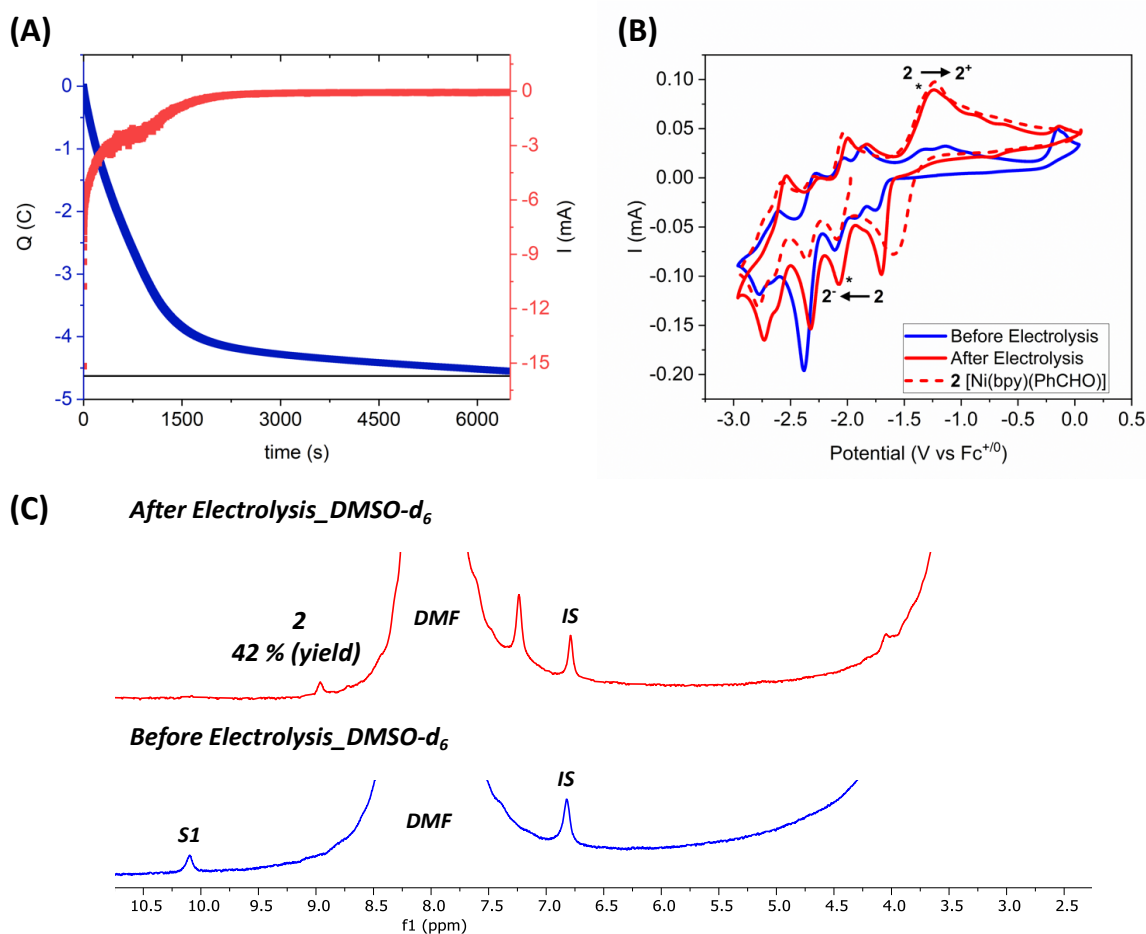 (A)
Q (C)
0
-1
-2
-3
-4
-5
0
-3
-6
-9
-12
-15
I (mA)
0 1500 3000 4500 6000
time (s)
(B)
I (mA)
0.10
0.05
0.00
-0.05
-0.10
-0.15
-0.20
2 → 2+
*
*
2- ← 2
Before Electrolysis
After Electrolysis
2 [Ni(bpy)(PhCHO)]
-3.0 -2.5 -2.0 -1.5 -1.0 -0.5 0.0 0.5
Potential (V vs Fc+/0)
(C)
After Electrolysis_DMSO-d6
2
42 % (yield)
DMF
IS
Before Electrolysis_DMSO-d6
S1
DMF
IS
10.5 10.0 9.5 9.0 8.5 8.0 7.5 7.0 6.5 6.0 5.5 5.0 4.5 4.0 3.5 3.0 2.5
f1 (ppm)